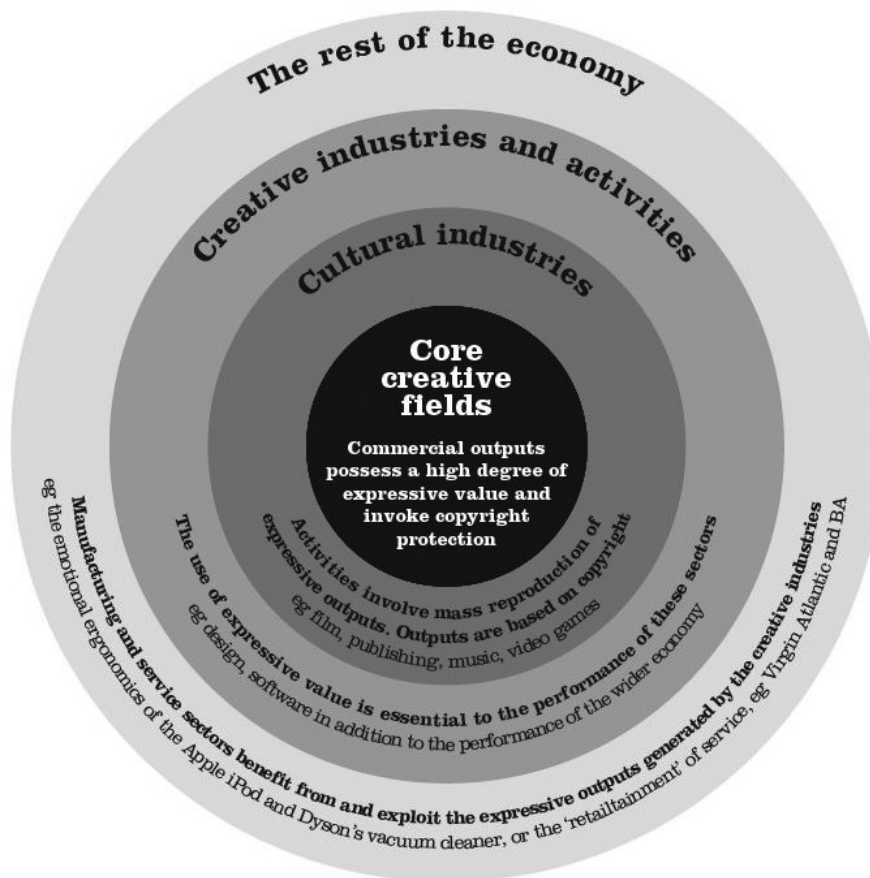 The rest of the economy
Creative industries and activities
Cultural industries
Core
creative
fields
Commercial outputs
possess a high degree of
expressive value and
invoke copyright
protection
Activities involve mass reproduction of
expressive outputs. Outputs are based on copyright
eg film, publishing, music, video games
The use of expressive value is essential to the performance of these sectors
eg design, software in addition to the performance of the wider economy
Manufacturing and service sectors benefit from and exploit the expressive outputs generated by the creative industries
eg the emotional ergonomics of the Apple iPod and Dyson's vacuum cleaner, or the 'retailtainment' of service, eg Virgin Atlantic and BA